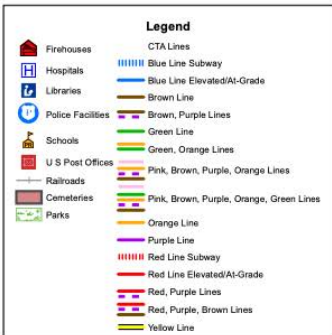 Legend
Firehouses
H
Hospitals
Libraries
Police Facilities
Schools
U S Post Offices
Railroads
Cemeteries
Parks
CTA Lines
Blue Line Subway
Blue Line Elevated/At-Grade
Brown Line
Brown, Purple Lines
Green Line
Green, Orange Lines
Pink, Brown, Purple, Orange Lines
Pink, Brown, Purple, Orange, Green Lines
Orange Line
Purple Line
Red Line Subway
Red Line Elevated/At-Grade
Red, Purple Lines
Red, Purple, Brown Lines
Yellow Line